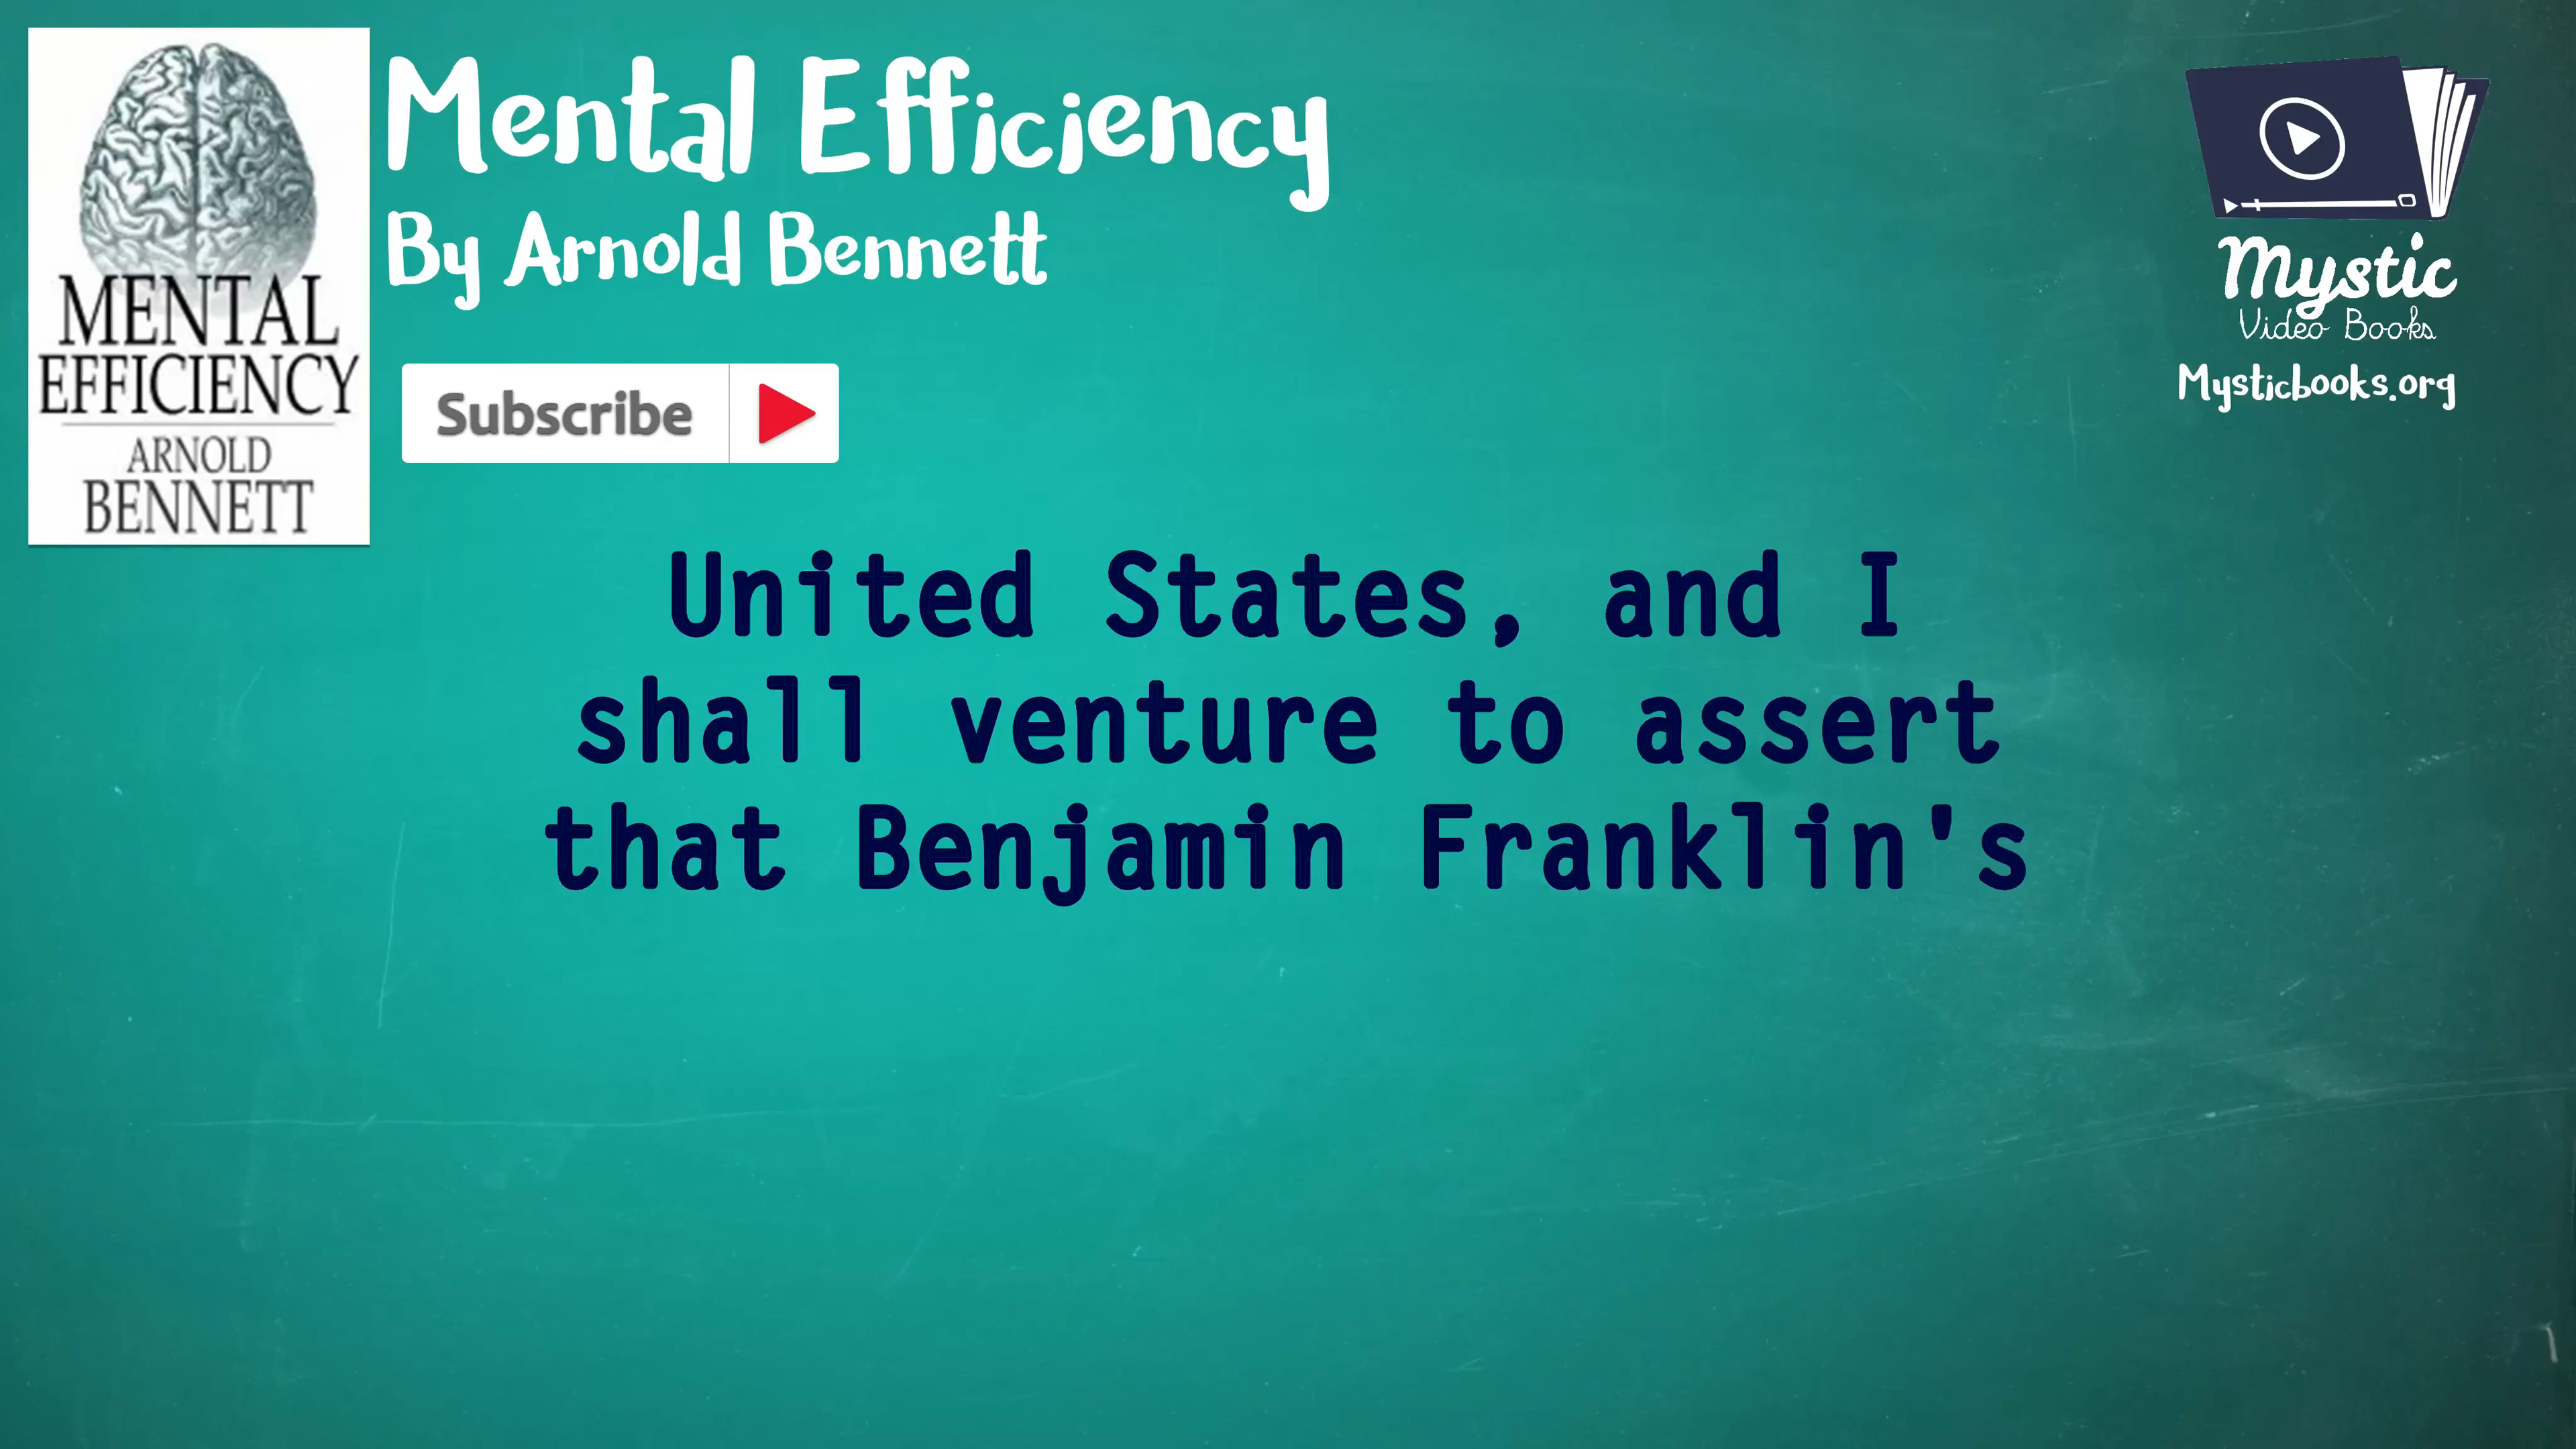 MENTAL
EFFICIENCY
ARNOLD
BENNETT
Mental Efficiency
By Arnold Bennett
Subscribe
Mystic
Video Books
Mysticbooks.org
United States, and I
shall venture to assert
that Benjamin Franklin's